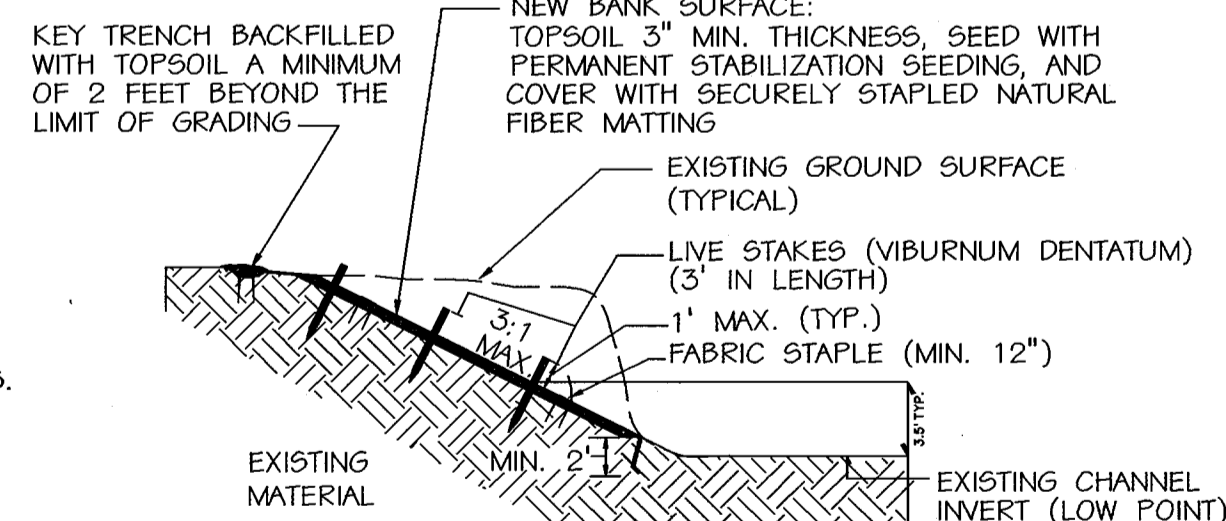 KEY TRENCH BACKFILLED
WITH TOPSOIL A MINIMUM
OF 2 FEET BEYOND THE
LIMIT OF GRADING
NEW BANK SURFACE:
TOPSOIL 3" MIN. THICKNESS, SEED WITH
PERMANENT STABILIZATION SEEDING, AND
COVER WITH SECURELY STAPLED NATURAL
FIBER MATTING
EXISTING GROUND SURFACE
(TYPICAL)
LIVE STAKES (VIBURNUM DENTATUM)
(3' IN LENGTH)
1' MAX. (TYP.)
FABRIC STAPLE (MIN. 12")
3:1
MAX.
3.5' TYP.
MIN. 2'
EXISTING
MATERIAL
EXISTING CHANNEL
INVERT (LOW POINT)